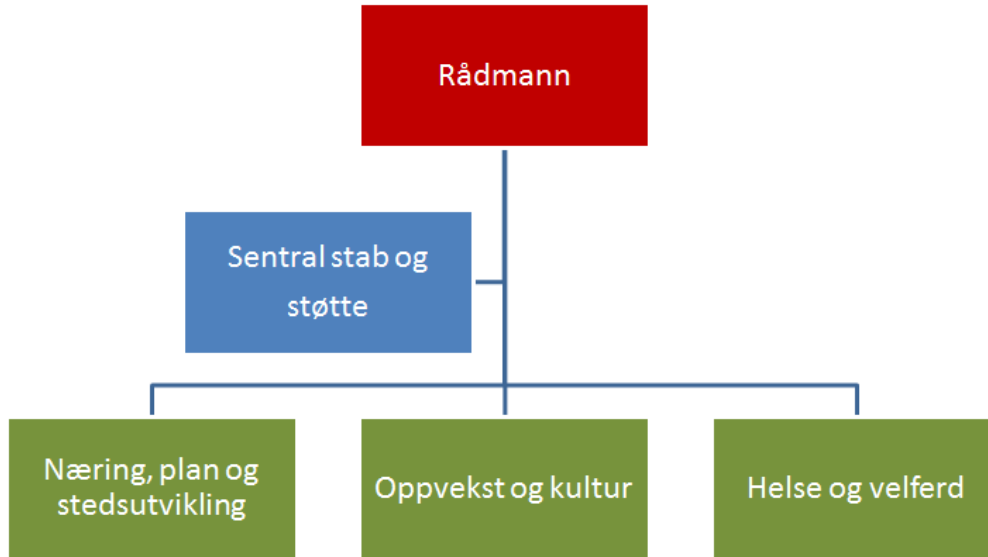 Rådmann
Sentral stab og
støtte
Næring, plan og
stedsutvikling
Oppvekst og kultur
Helse og velferd